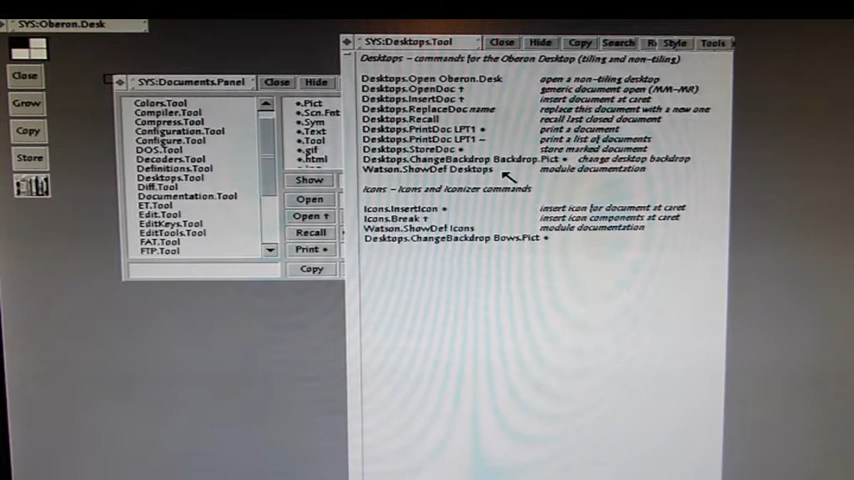 SYS:Oberon.Desk
Close
Grow
Copy
Store
SYS:Documents.Panel
Close
Hide
Colors.Tool
Compiler.Tool
Compress.Tool
Configuration.Tool
Configure.Tool
DOS.Tool
Decoders.Tool
Definitions.Tool
Desktops.Tool
Diff.Tool
Documentation.Tool
ET.Tool
Edit.Tool
EditKeys.Tool
EditTools.Tool
FAT.Tool
FTP.Tool
*.Pict
*.Scn.Fnt
*.Sym
*.Text
*.Tool
*.gif
*.html
Show
Open
Open ↑
Recall
Print *
Copy
SYS:Desktops.Tool
Close
Hide
Copy
Search
Style
Tools
Desktops – commands for the Oberon Desktop (tiling and non-tiling)
Desktops.Open Oberon.Desk open a non-tiling desktop
Desktops.OpenDoc ↑ generic document open (MM–MR)
Desktops.InsertDoc ↑ insert document at caret
Desktops.ReplaceDoc name replace this document with a new one
Desktops.Recall recall last closed document
Desktops.PrintDoc LPT1 * print a document
Desktops.PrintDoc LPT1 ~ print a list of documents
Desktops.StoreDoc * store marked document
Desktops.ChangeBackdrop Backdrop.Pict * change desktop backdrop
Watson.ShowDef Desktops module documentation
Icons – Icons and Iconizer commands
Icons.InsertIcon * insert icon for document at caret
Icons.Break ↑ insert icon components at caret
Watson.ShowDef Icons module documentation
Desktops.ChangeBackdrop Bows.Pict *